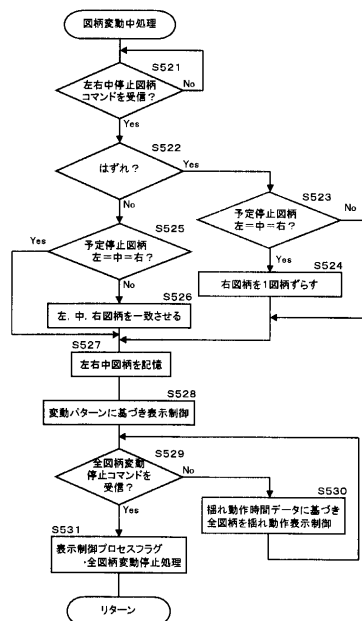 図柄変動中処理
S521
左右中停止図柄
コマンドを受信？
No
Yes
S522
はずれ？
Yes
No
S523
予定停止図柄
左＝中＝右？
No
Yes
S524
右図柄を1図柄ずらす
S525
予定停止図柄
左＝中＝右？
Yes
No
S526
左，中，右図柄を一致させる
S527
左右中図柄を記憶
S528
変動パターンに基づき表示制御
S529
全図柄変動
停止コマンドを
受信？
No
Yes
S530
揺れ動作時間データに基づき
全図柄を揺れ動作表示制御
S531
表示制御プロセスフラグ
・全図柄変動停止処理
リターン